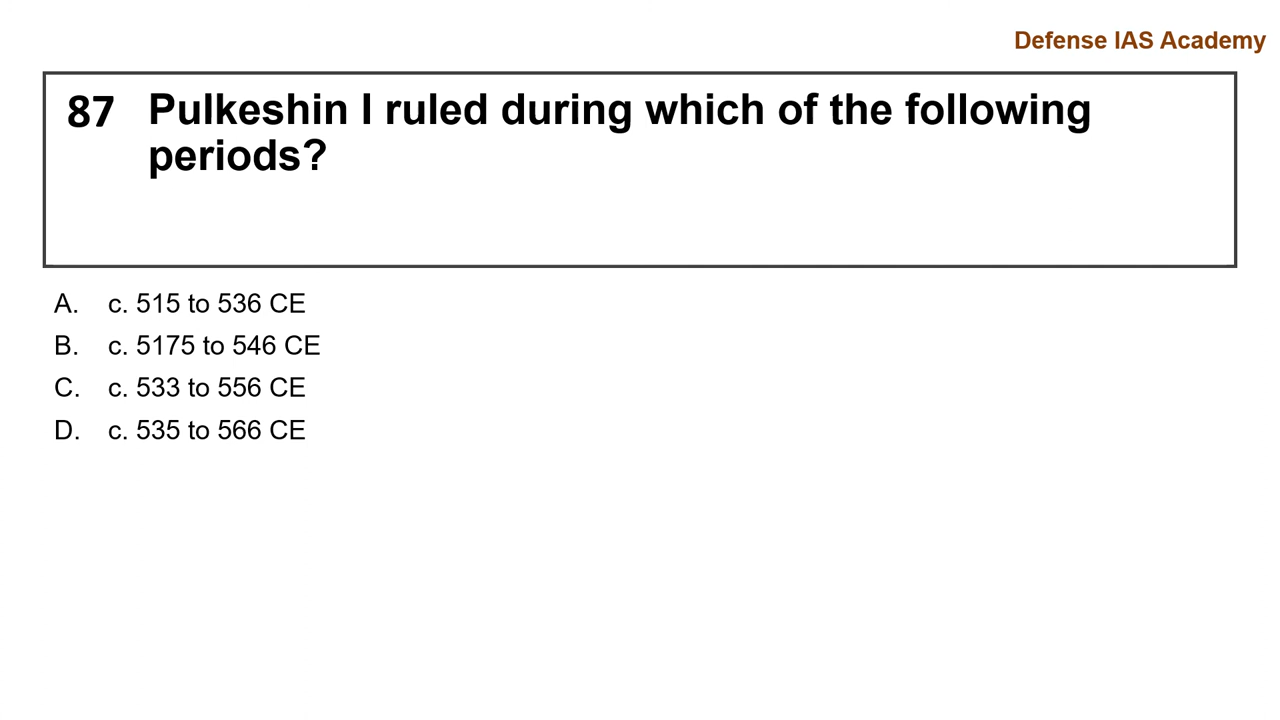 Defense IAS Academy
87 Pulkeshin I ruled during which of the following
periods?
A. c. 515 to 536 CE
B. c. 5175 to 546 CE
C. c. 533 to 556 CE
D. c. 535 to 566 CE